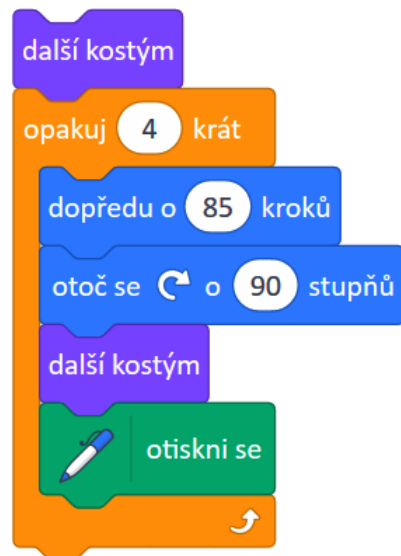 další kostým
opakuj 4 krát
dopředu o 85 kroků
otoč se o 90 stupňů
další kostým
otiskni se